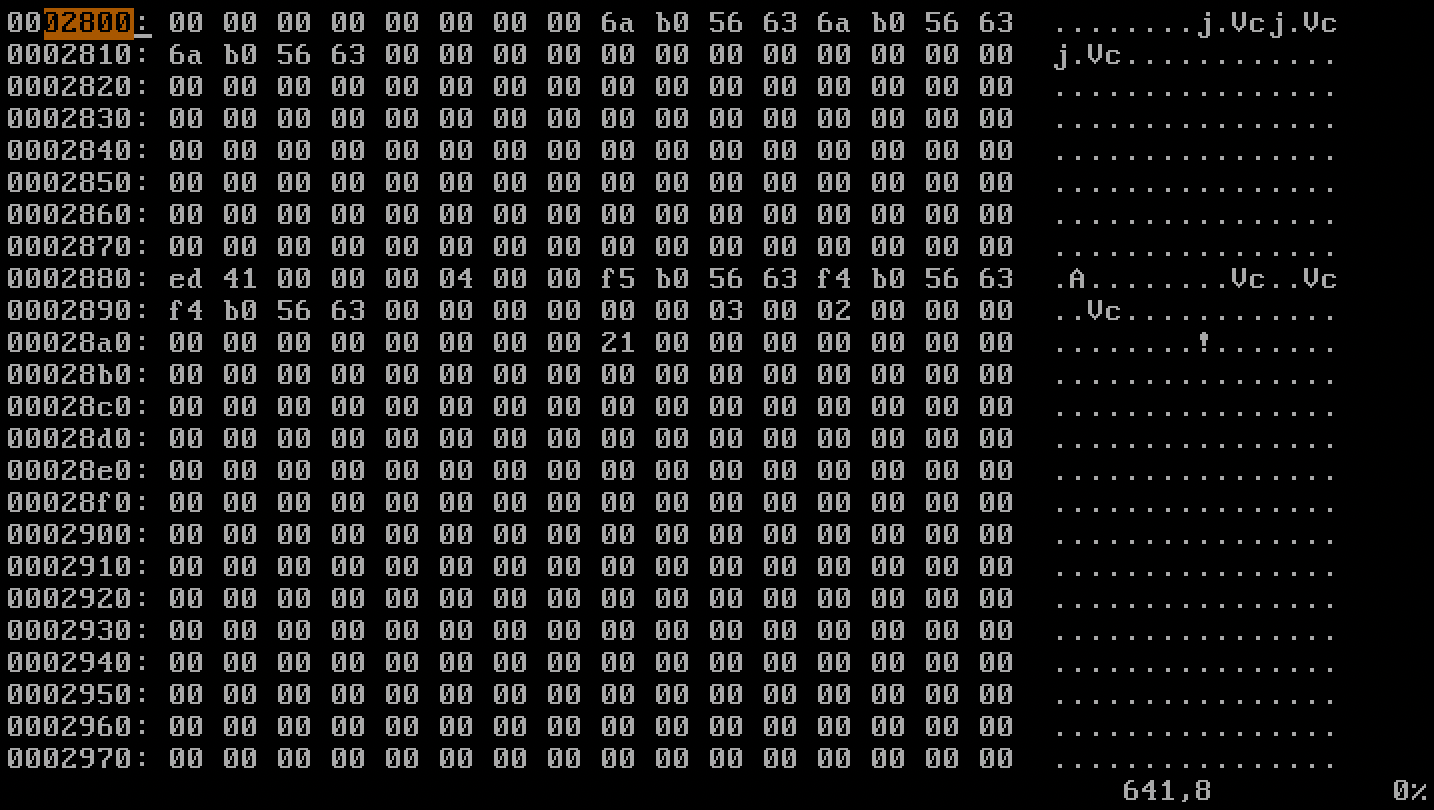 0002800: 00 00 00 00 00 00 00 00 6a b0 56 63 6a b0 56 63  ........j.Vcj.Vc
0002810: 6a b0 56 63 00 00 00 00 00 00 00 00 00 00 00 00  j.Vc............
0002820: 00 00 00 00 00 00 00 00 00 00 00 00 00 00 00 00  ................
0002830: 00 00 00 00 00 00 00 00 00 00 00 00 00 00 00 00  ................
0002840: 00 00 00 00 00 00 00 00 00 00 00 00 00 00 00 00  ................
0002850: 00 00 00 00 00 00 00 00 00 00 00 00 00 00 00 00  ................
0002860: 00 00 00 00 00 00 00 00 00 00 00 00 00 00 00 00  ................
0002870: 00 00 00 00 00 00 00 00 00 00 00 00 00 00 00 00  ................
0002880: ed 41 00 00 00 04 00 00 f5 b0 56 63 f4 b0 56 63  .A........Vc..Vc
0002890: f4 b0 56 63 00 00 00 00 00 00 03 00 02 00 00 00  ..Vc............
00028a0: 00 00 00 00 00 00 00 00 21 00 00 00 00 00 00 00  ........!.......
00028b0: 00 00 00 00 00 00 00 00 00 00 00 00 00 00 00 00  ................
00028c0: 00 00 00 00 00 00 00 00 00 00 00 00 00 00 00 00  ................
00028d0: 00 00 00 00 00 00 00 00 00 00 00 00 00 00 00 00  ................
00028e0: 00 00 00 00 00 00 00 00 00 00 00 00 00 00 00 00  ................
00028f0: 00 00 00 00 00 00 00 00 00 00 00 00 00 00 00 00  ................
0002900: 00 00 00 00 00 00 00 00 00 00 00 00 00 00 00 00  ................
0002910: 00 00 00 00 00 00 00 00 00 00 00 00 00 00 00 00  ................
0002920: 00 00 00 00 00 00 00 00 00 00 00 00 00 00 00 00  ................
0002930: 00 00 00 00 00 00 00 00 00 00 00 00 00 00 00 00  ................
0002940: 00 00 00 00 00 00 00 00 00 00 00 00 00 00 00 00  ................
0002950: 00 00 00 00 00 00 00 00 00 00 00 00 00 00 00 00  ................
0002960: 00 00 00 00 00 00 00 00 00 00 00 00 00 00 00 00  ................
0002970: 00 00 00 00 00 00 00 00 00 00 00 00 00 00 00 00  ................
641,8 0%